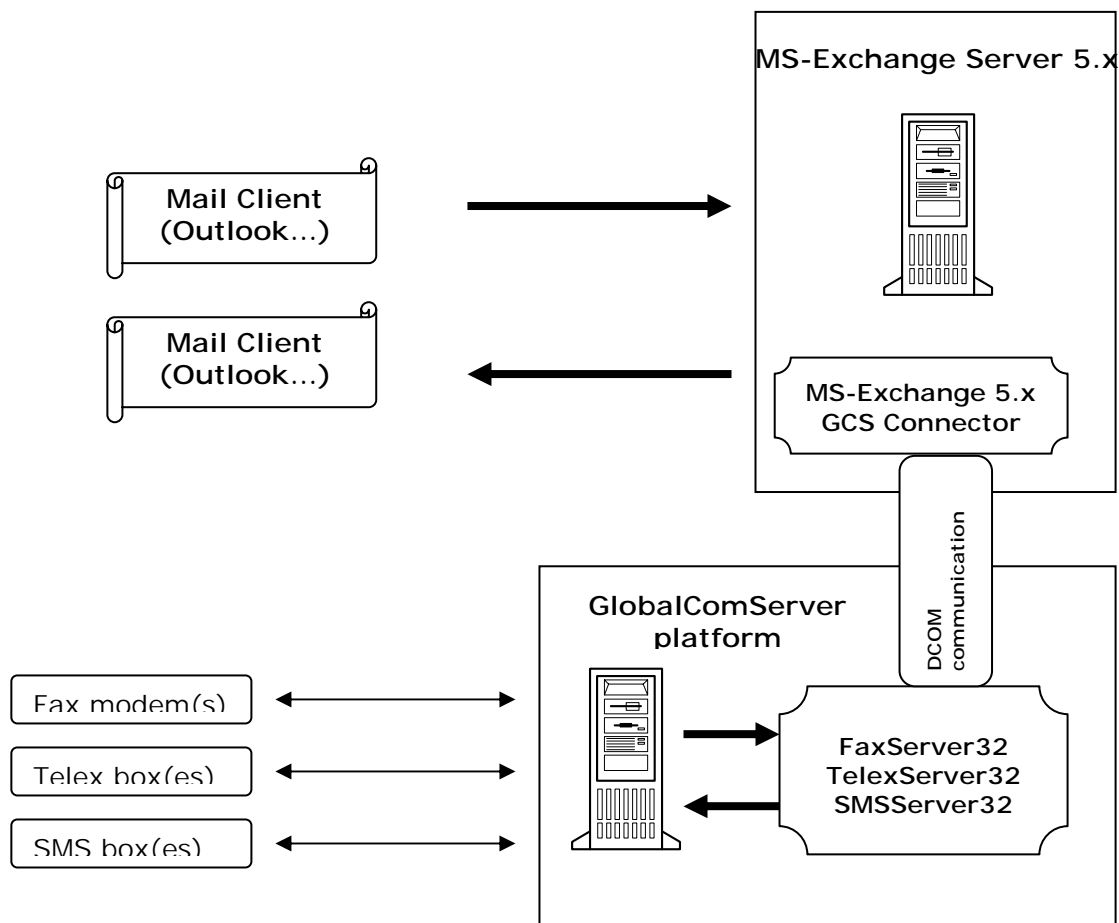 MS-Exchange Server 5.x
Mail Client
(Outlook...)
Mail Client
(Outlook...)
MS-Exchange 5.x
GCS Connector
DCOM
communication
GlobalComServer
platform
Fax modem(s)
Telex box(es)
SMS box(es)
FaxServer32
TelexServer32
SMSServer32